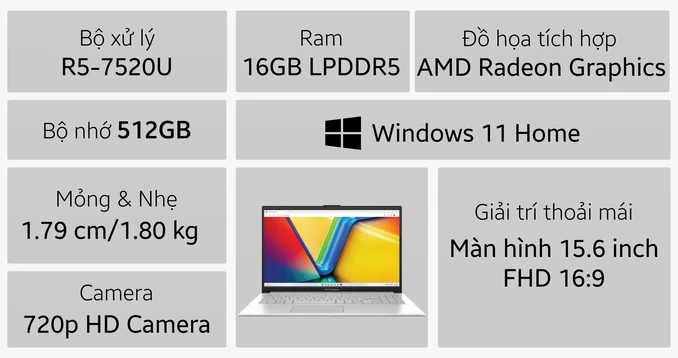 Bộ xử lý
R5-7520U
Ram
16GB LPDDR5
Đồ họa tích hợp
AMD Radeon Graphics
Bộ nhớ 512GB
Windows 11 Home
Mỏng & Nhẹ
1.79 cm/1.80 kg
Giải trí thoải mái
Màn hình 15.6 inch
FHD 16:9
Camera
720p HD Camera